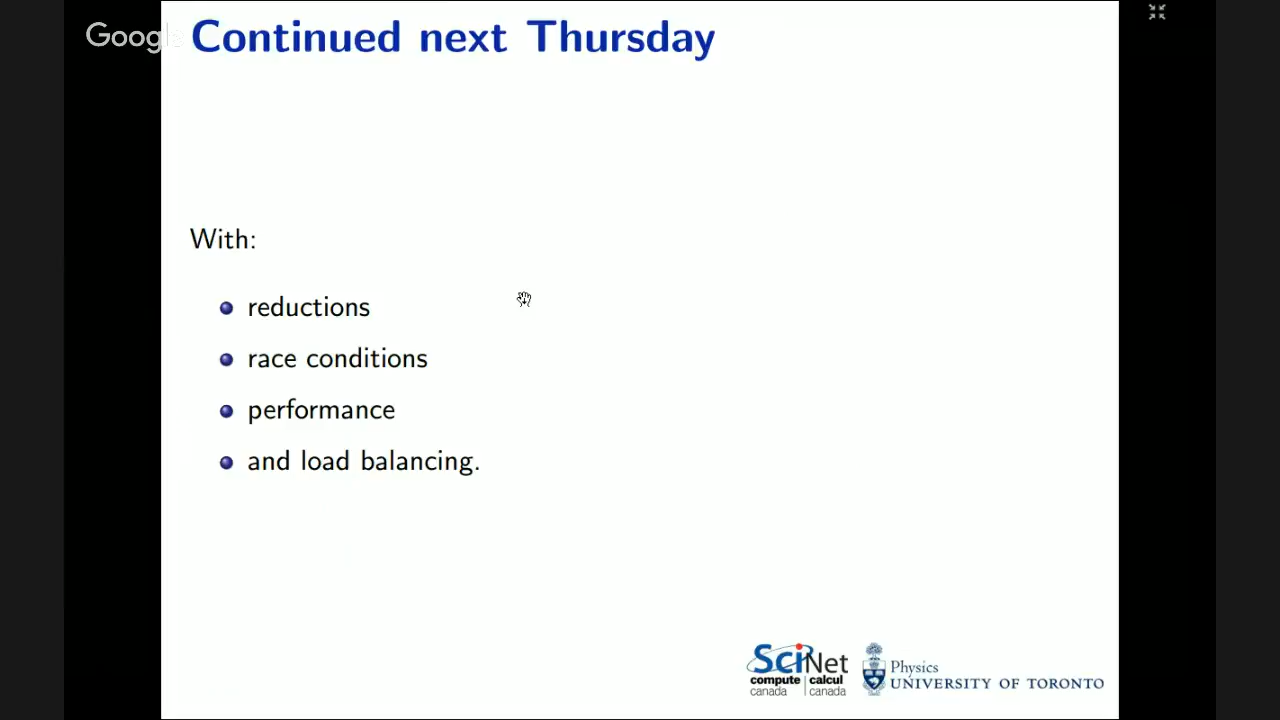 Google
Continued next Thursday
With:
reductions
race conditions
performance
and load balancing.
SciNet
compute calcul
canada canada
Physics
UNIVERSITY OF TORONTO